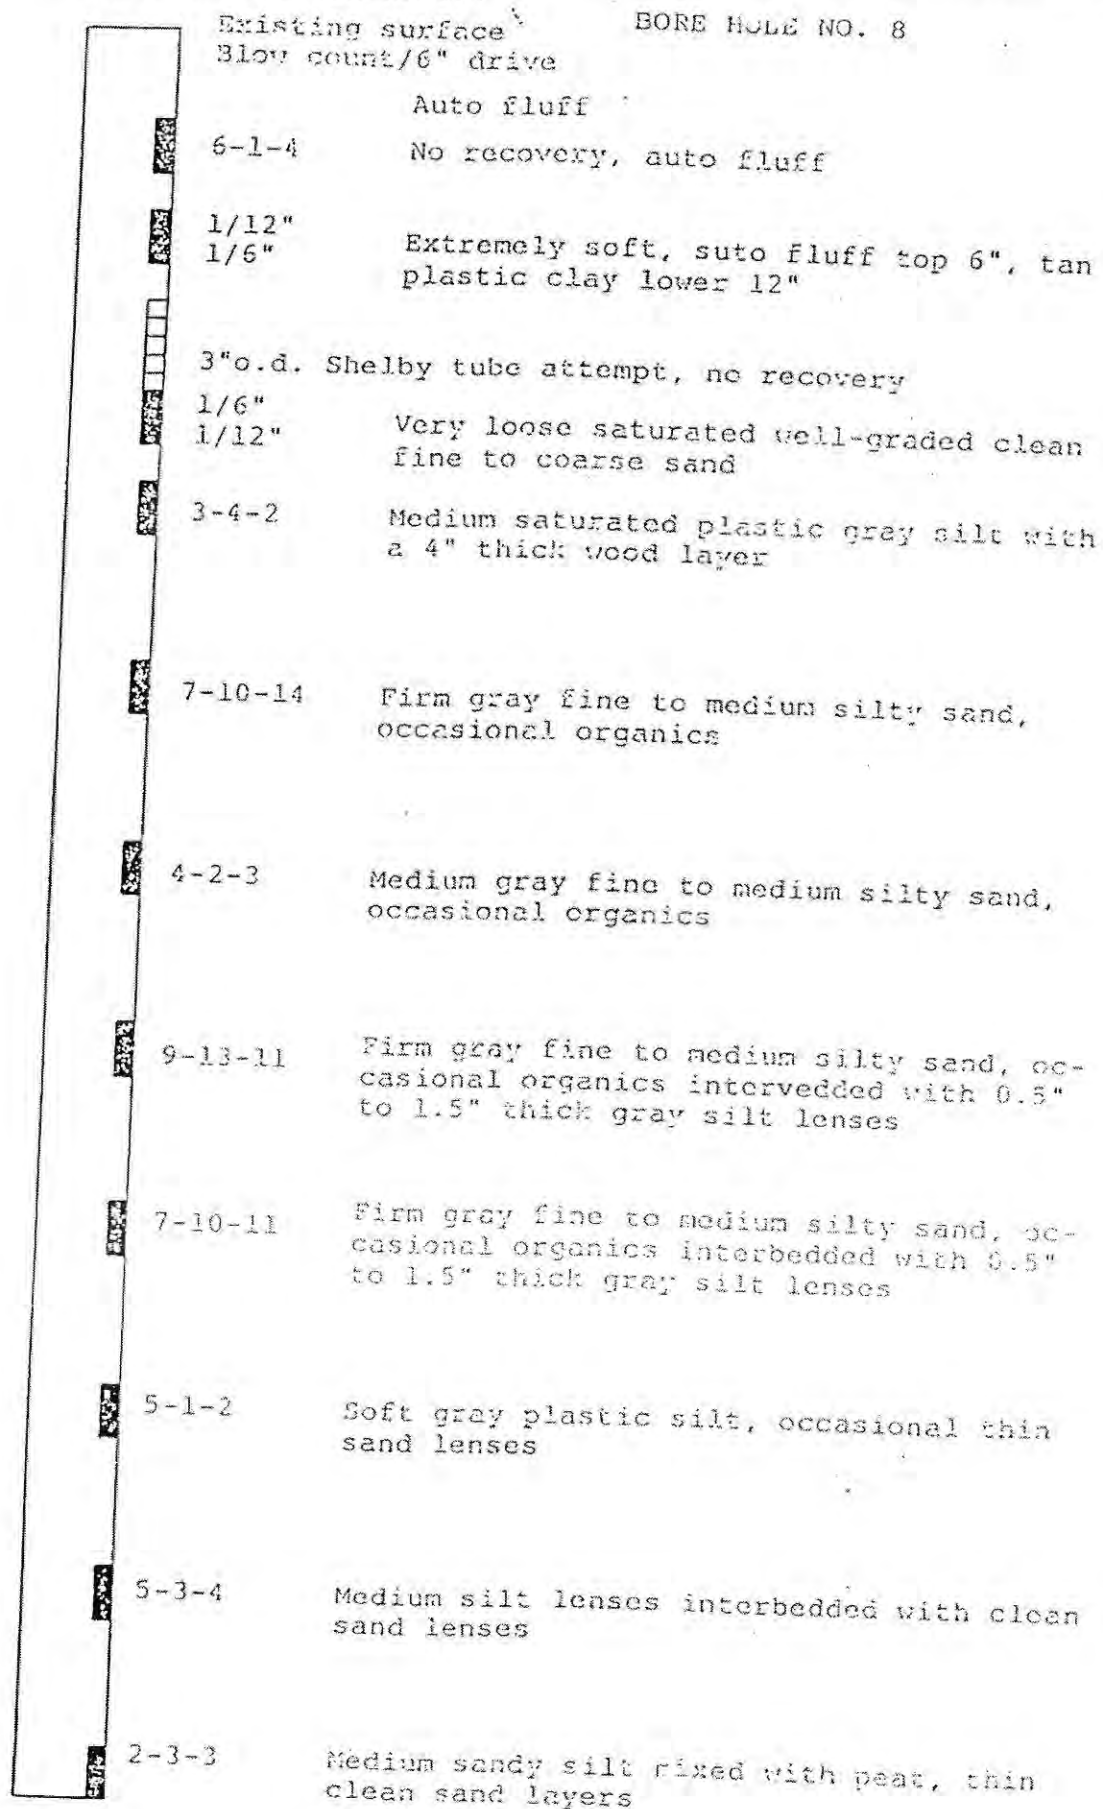 Existing surface BORE HOLE NO. 8
Blow count/6" drive
Auto fluff
6-1-4 No recovery, auto fluff
1/12"
1/6" Extremely soft, suto fluff top 6", tan
plastic clay lower 12"
3"o.d. Shelby tube attempt, no recovery
1/6"
1/12" Very loose saturated well-graded clean
fine to coarse sand
3-4-2 Medium saturated plastic gray silt with
a 4" thick wood layer
7-10-14 Firm gray fine to medium silty sand,
occasional organics
4-2-3 Medium gray fine to medium silty sand,
occasional organics
9-13-11 Firm gray fine to medium silty sand, oc-
casional organics intervedded with 0.5"
to 1.5" thick gray silt lenses
7-10-11 Firm gray fine to medium silty sand, oc-
casional organics interbedded with 0.5"
to 1.5" thick gray silt lenses
5-1-2 Soft gray plastic silt, occasional thin
sand lenses
5-3-4 Medium silt lenses interbedded with clean
sand lenses
2-3-3 Medium sandy silt rixed with peat, thin
clean sand layers